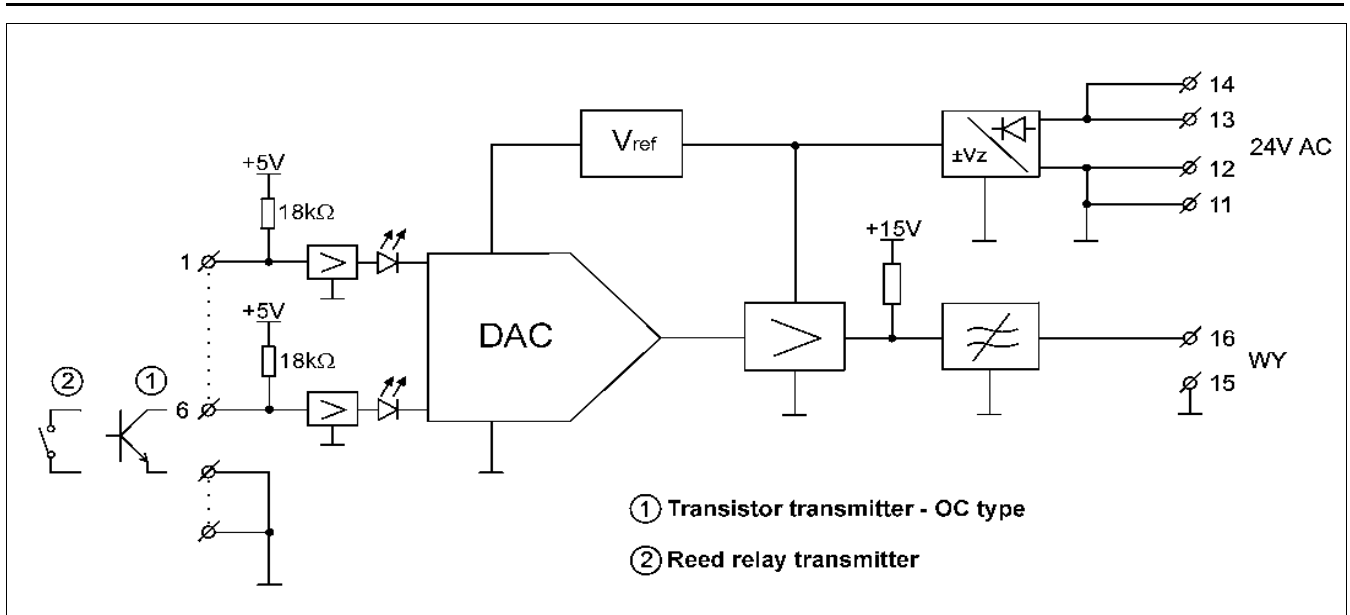 14
13
24V AC
12
11
Vref
±Vz
+5V
18kΩ
+15V
1
>
+5V
DAC
>
18kΩ
16
WY
15
2
1
6
>
1 Transistor transmitter - OC type
2 Reed relay transmitter